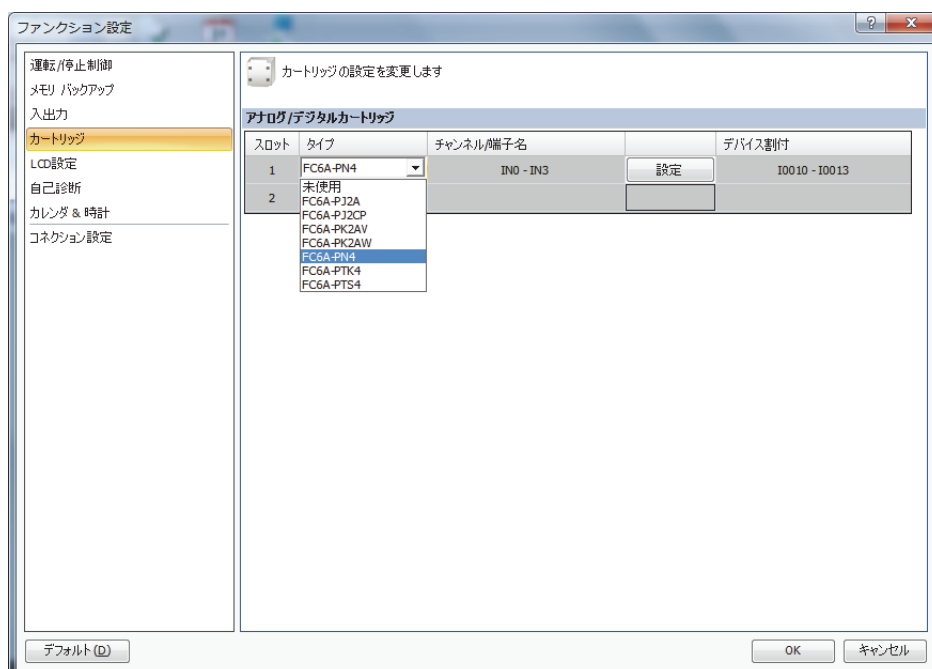 ファンクション設定
運転/停止制御
メモリ バックアップ
入出力
カートリッジ
LCD設定
自己診断
カレンダ & 時計
コネクション設定
カートリッジの設定を変更します
アナログ/デジタルカートリッジ
スロット タイプ チャンネル/端子名 デバイス割付
1 FC6A-PN4 IN0 - IN3 設定 I0010 - I0013
2
未使用
FC6A-PJ2A
FC6A-PJ2CP
FC6A-PK2AV
FC6A-PK2AW
FC6A-PN4
FC6A-PTK4
FC6A-PTS4
デフォルト(D) OK キャンセル